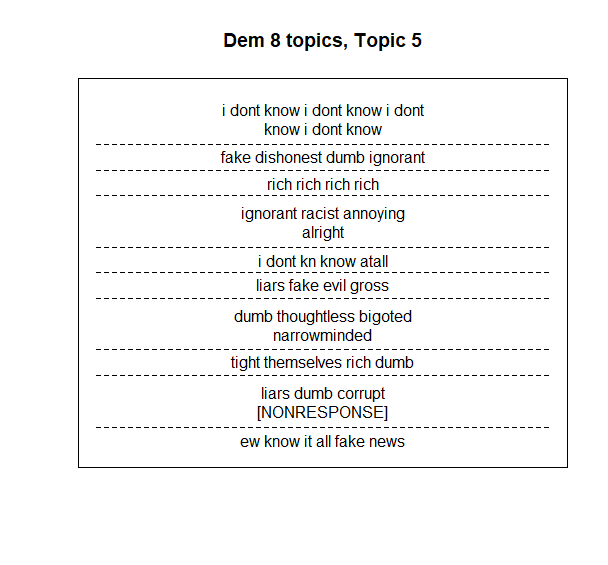 Dem 8 topics, Topic 5
i dont know i dont know i dont
know i dont know
fake dishonest dumb ignorant
rich rich rich rich
ignorant racist annoying
alright
i dont kn know atall
liars fake evil gross
dumb thoughtless bigoted
narrowminded
tight themselves rich dumb
liars dumb corrupt
[NONRESPONSE]
ew know it all fake news